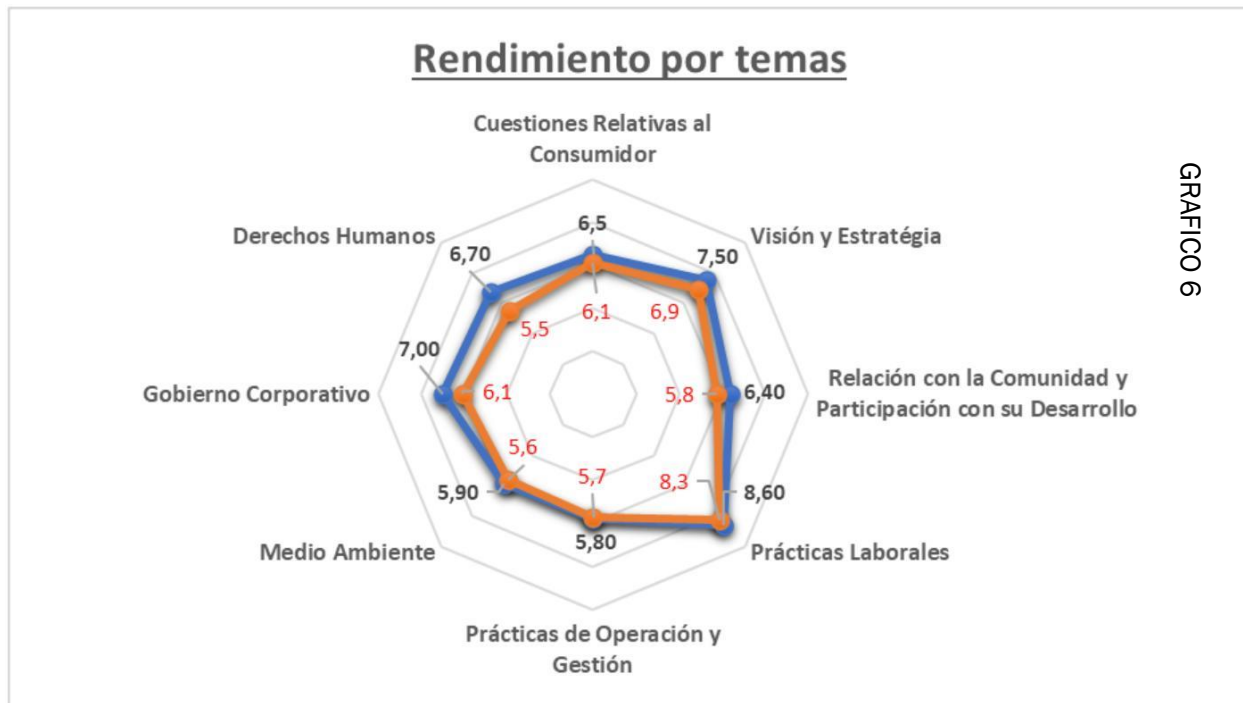 Rendimiento por temas
Cuestiones Relativas al
Consumidor
6,5
6,1
Visión y Estratégia
7,50
6,9
Relación con la Comunidad y
Participación con su Desarrollo
6,40
5,8
Prácticas Laborales
8,60
8,3
Prácticas de Operación y
Gestión
5,80
5,7
Medio Ambiente
5,90
5,6
Gobierno Corporativo
7,00
6,1
Derechos Humanos
6,70
5,5
GRAFICO 6